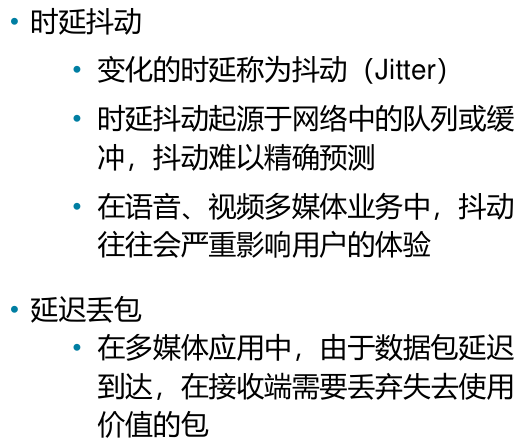 • 时延抖动
• 变化的时延称为抖动（Jitter）
• 时延抖动起源于网络中的队列或缓
冲，抖动难以精确预测
• 在语音、视频多媒体业务中，抖动
往往会严重影响用户的体验
• 延迟丢包
• 在多媒体应用中，由于数据包延迟
到达，在接收端需要丢弃失去使用
价值的包